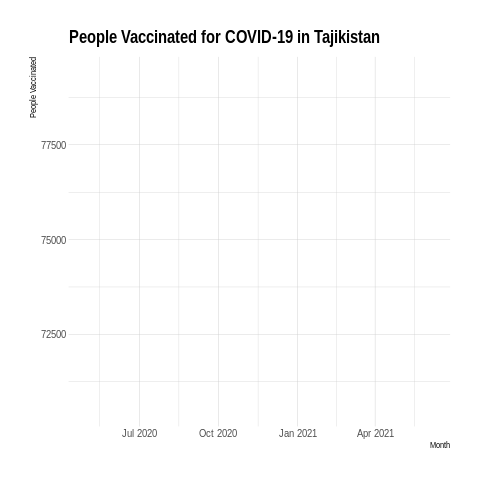 People Vaccinated for COVID-19 in Tajikistan
People Vaccinated
77500
75000
72500
Jul 2020 Oct 2020 Jan 2021 Apr 2021
Month